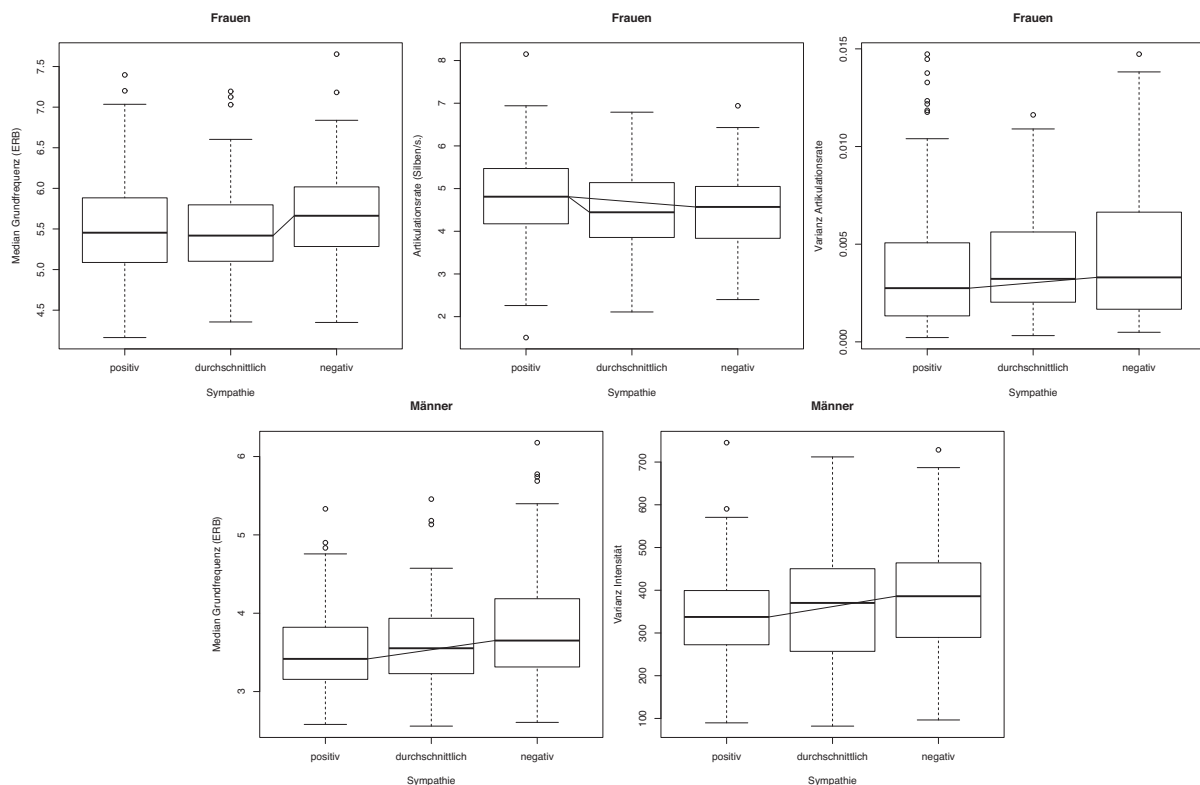 Frauen
Median Grundfrequenz (ERB)
7.5
7.0
6.5
6.0
5.5
5.0
4.5
positiv durchschnittlich negativ
Sympathie
Frauen
Artikulationsrate (Silben/s.)
8
7
6
5
4
3
2
positiv durchschnittlich negativ
Sympathie
Frauen
Varianz Artikulationsrate
0.015
0.010
0.005
0.000
positiv durchschnittlich negativ
Sympathie
Männer
Median Grundfrequenz (ERB)
6
5
4
3
positiv durchschnittlich negativ
Sympathie
Männer
Varianz Intensität
700
600
500
400
300
200
100
positiv durchschnittlich negativ
Sympathie